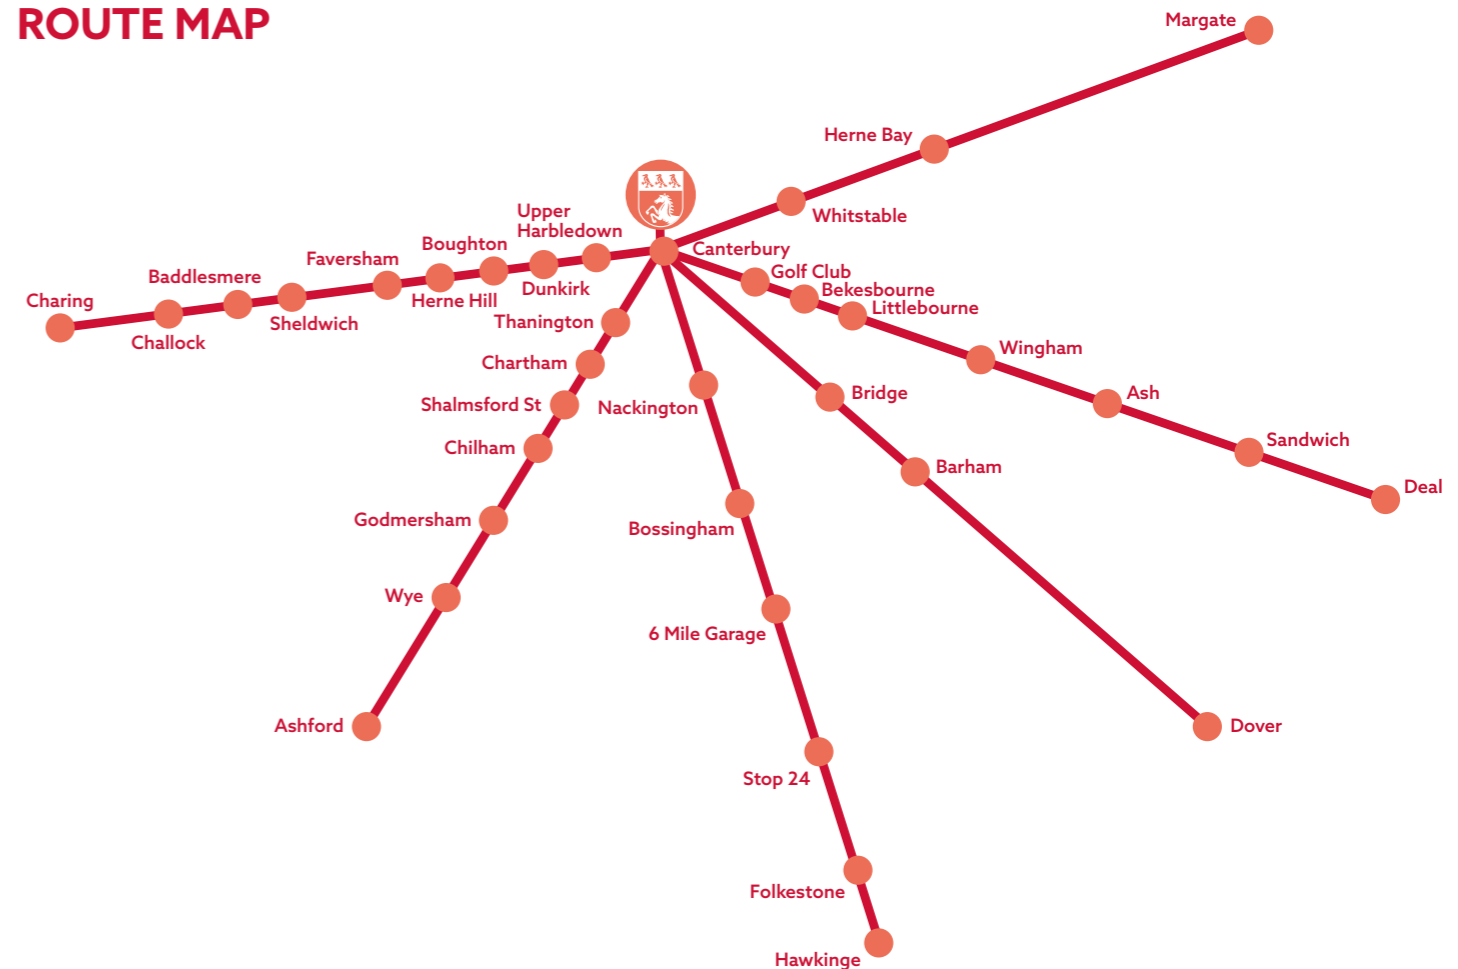 ROUTE MAP
Margate
Herne Bay
Whitstable
Upper
Harbledown
Boughton
Faversham
Baddlesmere
Charing
Canterbury
Golf Club
Bekesbourne
Littlebourne
Dunkirk
Herne Hill
Sheldwich
Challock
Thanington
Wingham
Chartham
Bridge
Ash
Shalmsford St
Nackington
Sandwich
Chilham
Barham
Deal
Godmersham
Bossingham
Wye
6 Mile Garage
Ashford
Dover
Stop 24
Folkestone
Hawkinge